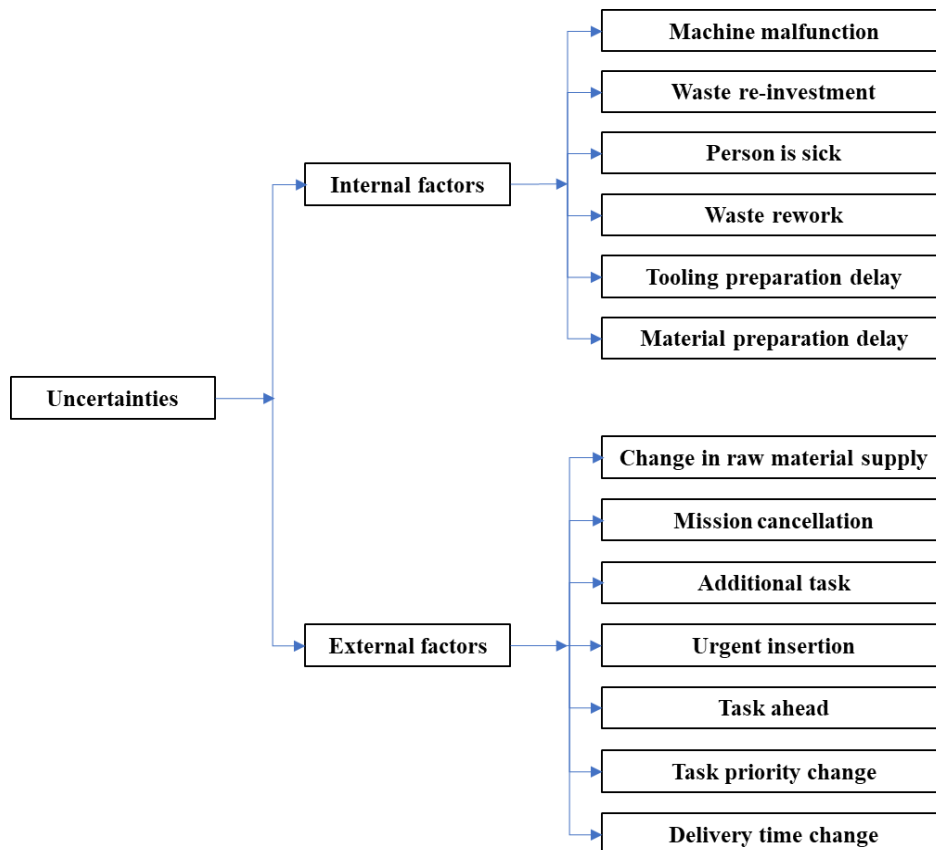 Machine malfunction
Waste re-investment
Person is sick
Internal factors
Waste rework
Tooling preparation delay
Material preparation delay
Uncertainties
Change in raw material supply
Mission cancellation
Additional task
External factors
Urgent insertion
Task ahead
Task priority change
Delivery time change